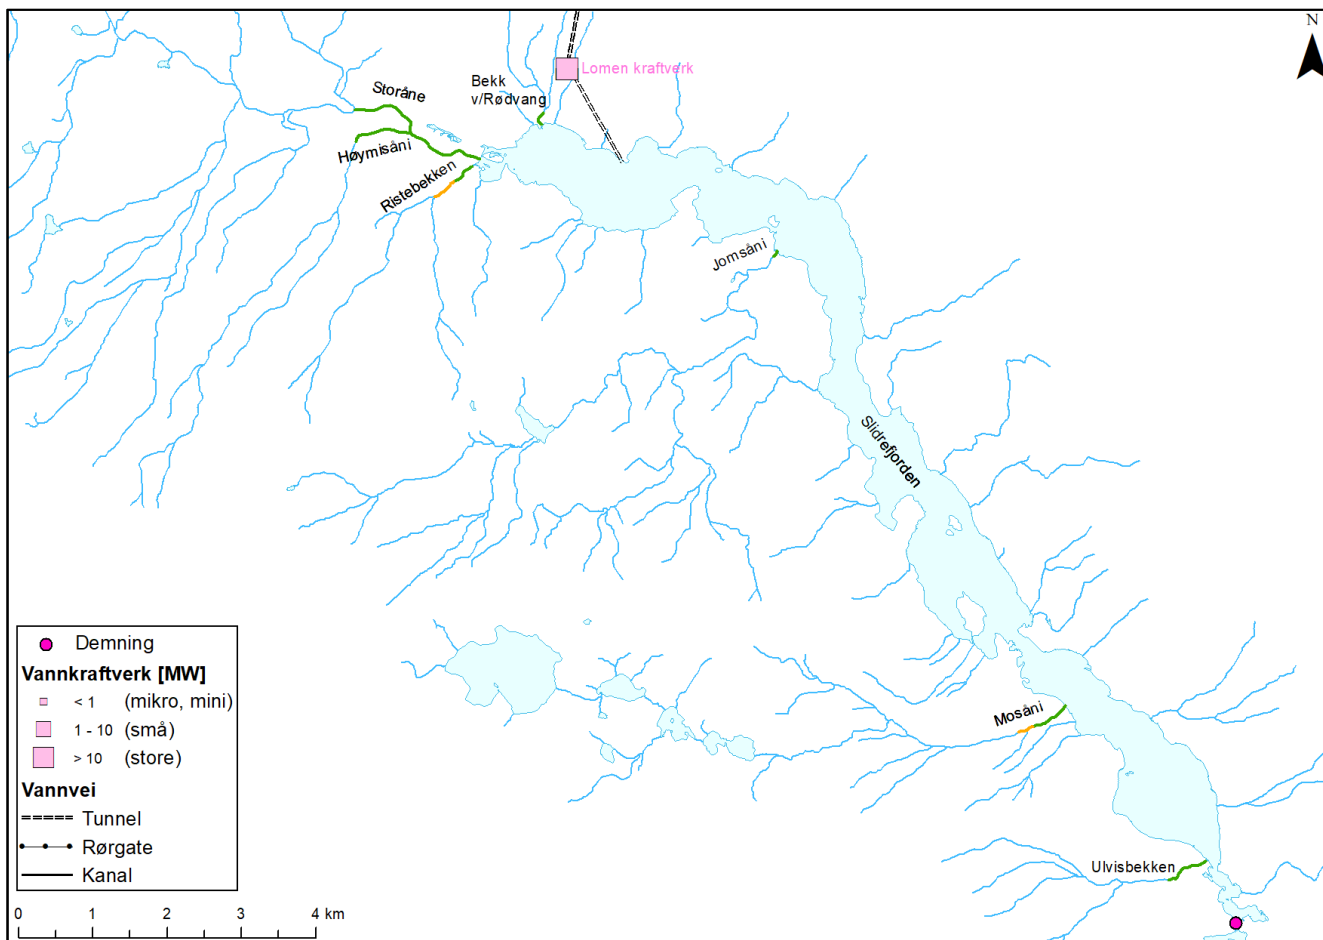 N
Lomen kraftverk
Bekk
v/Rødvang
Storåne
Høymisåni
Ristebekken
Jomsåni
Slidrefjorden
Mosåni
Ulvisbekken
Demning
Vannkraftverk [MW]
< 1 (mikro, mini)
1 - 10 (små)
> 10 (store)
Vannvei
Tunnel
Rørgate
Kanal
0 1 2 3 4 km